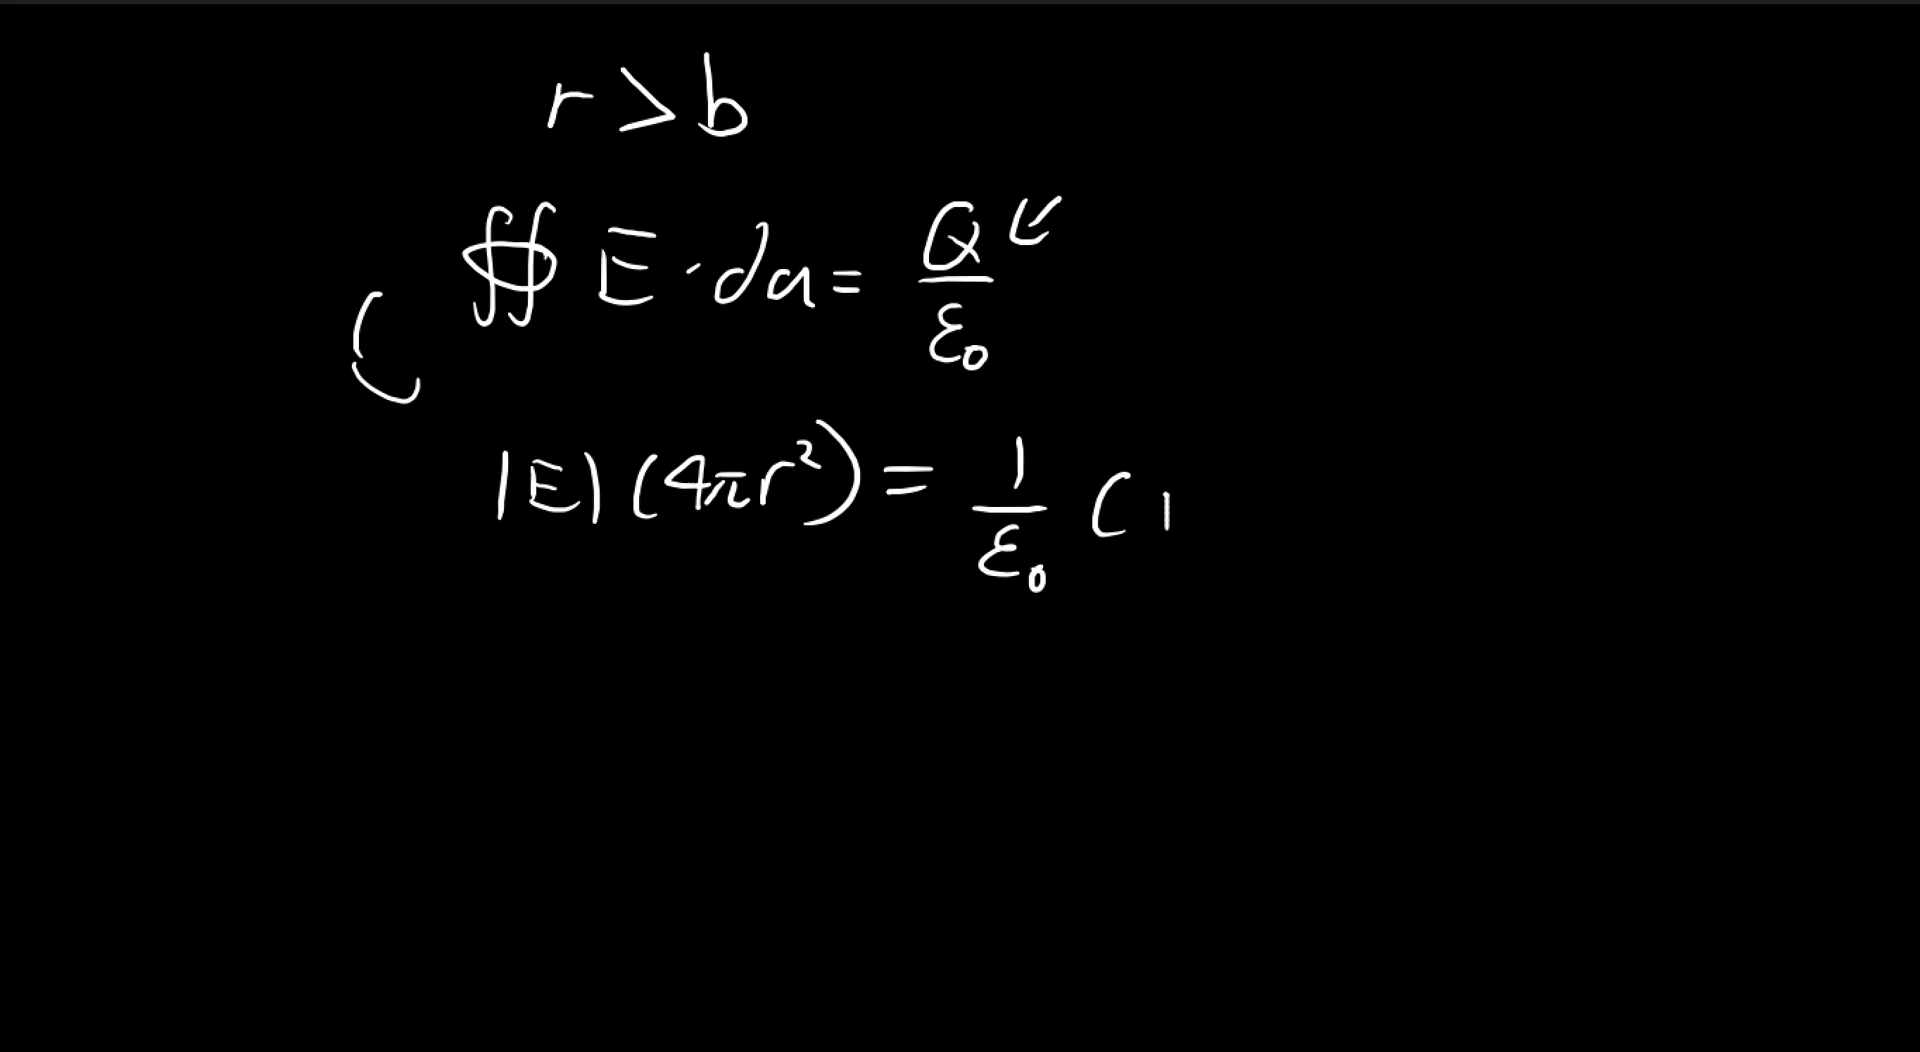 r > b
∯ E · da = Q/ε₀
|E| (4πr²) = 1/ε₀ (